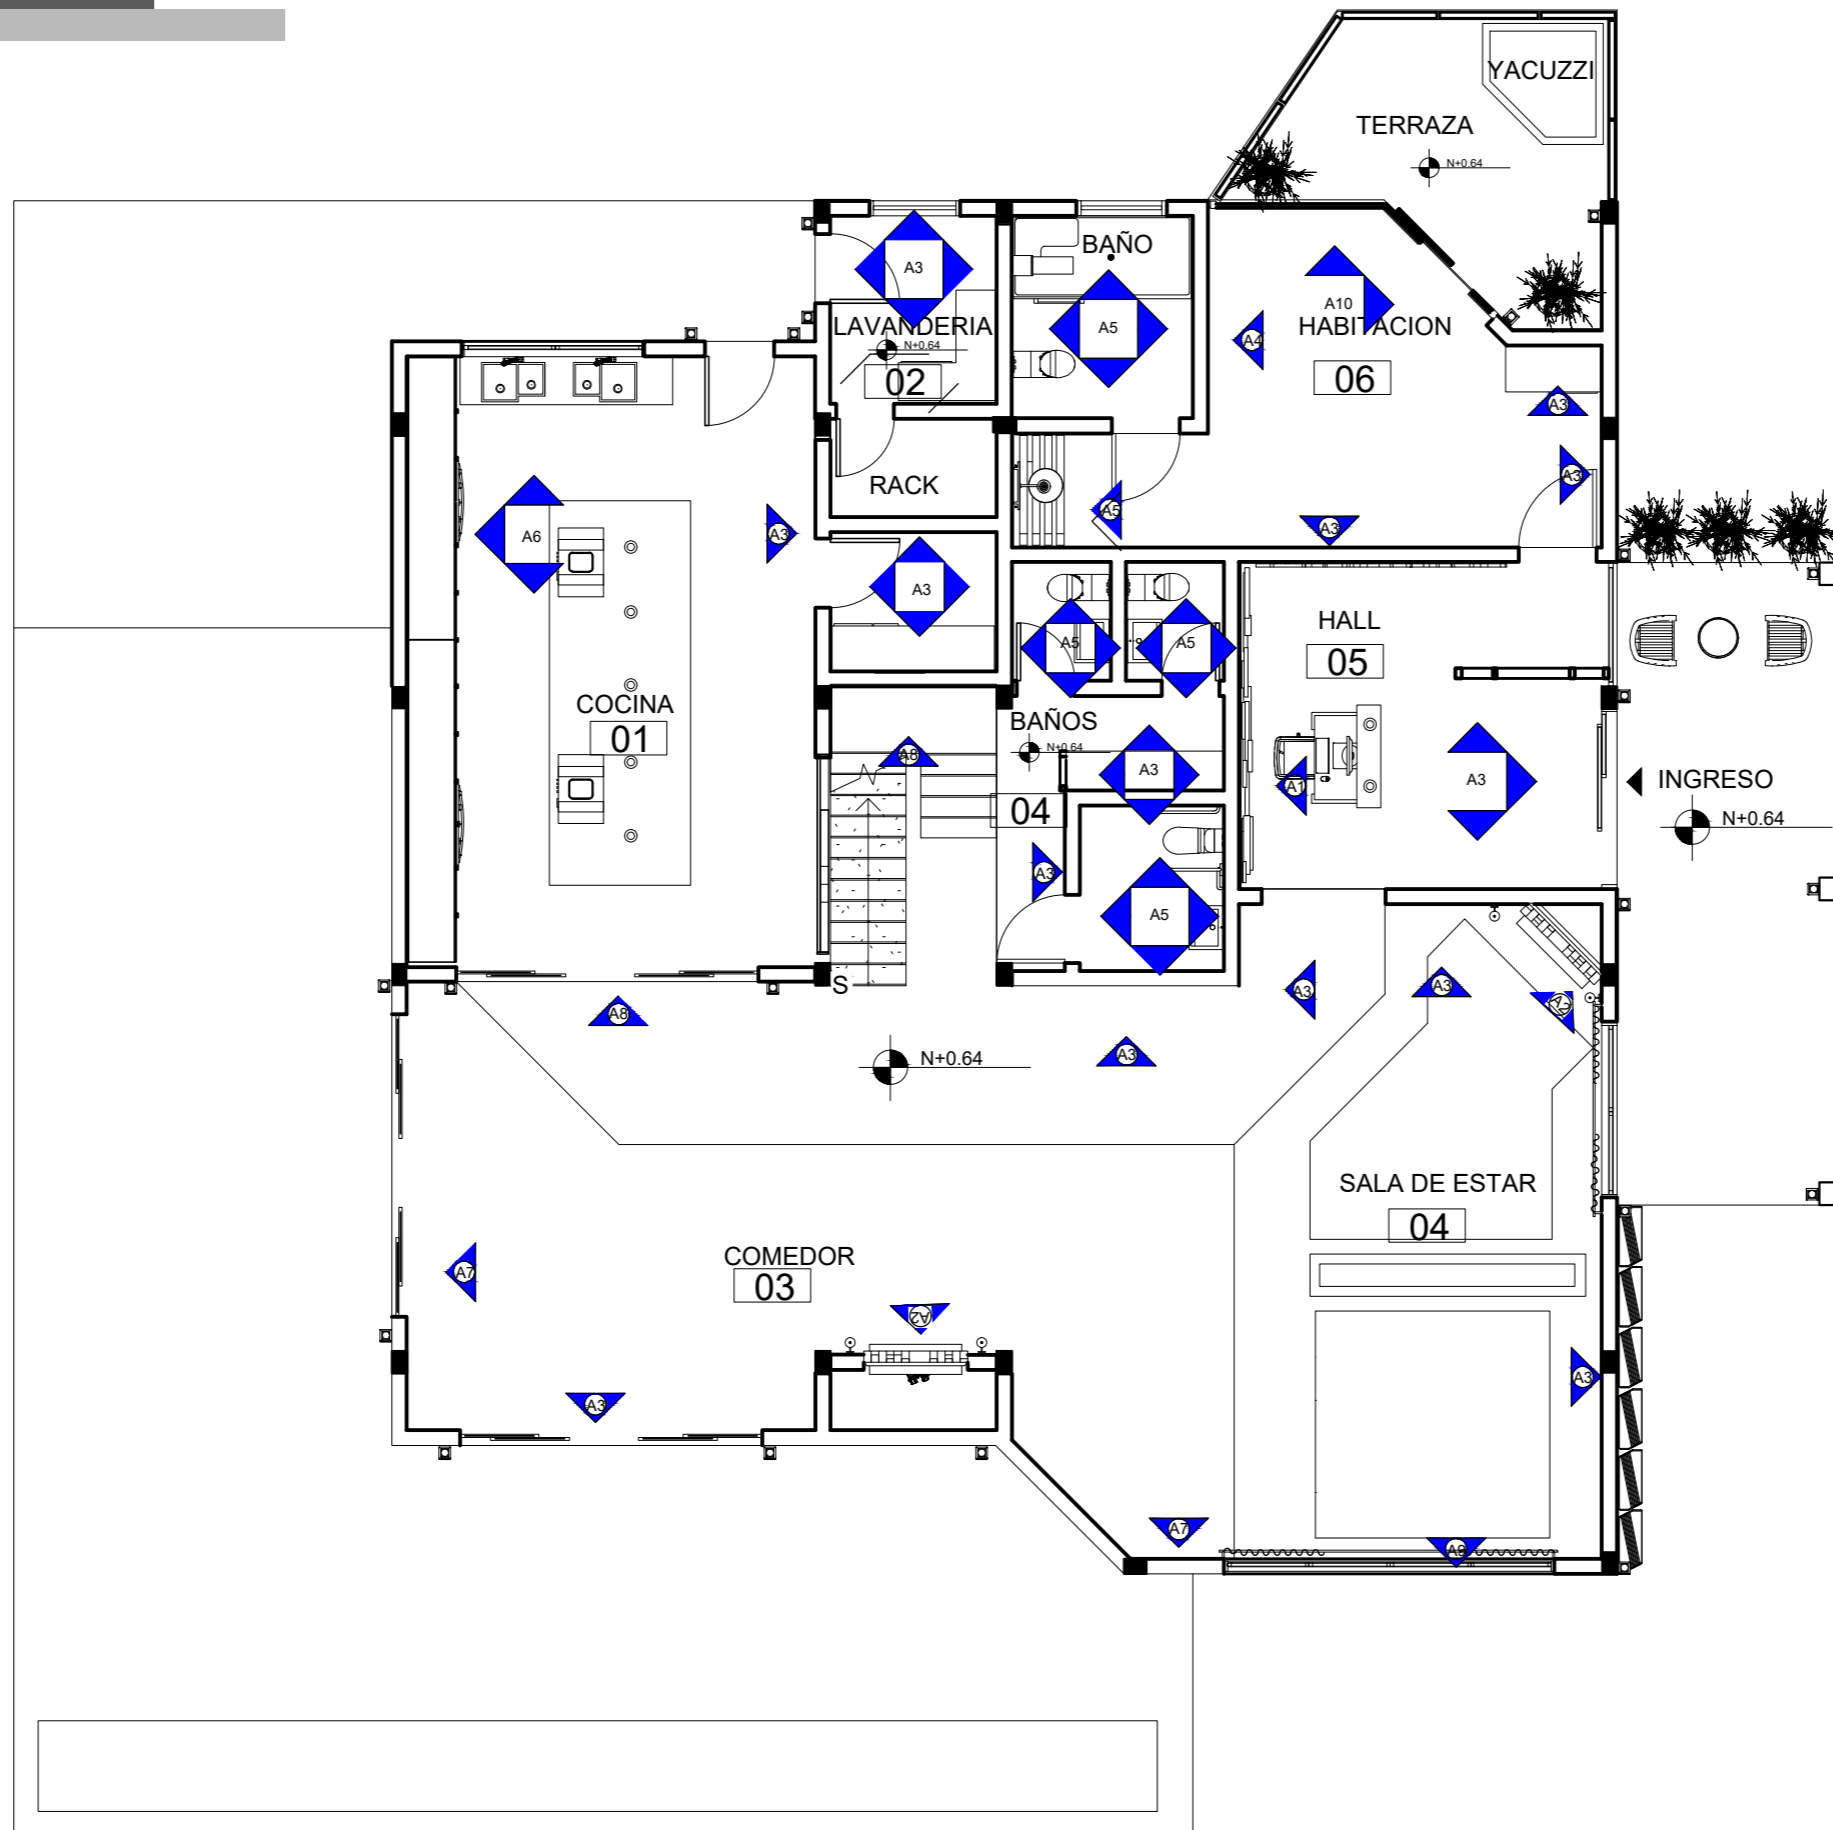 YACUZZI
TERRAZA
N+0.64
BAÑO
A3
A5
LAVANDERIA
N+0.64
02
A10
HABITACION
A4
06
A3
A3
A3
RACK
A5
A6
A3
A3
HALL
05
A5
A5
COCINA
01
BAÑOS
N+0.64
A8
A3
04
A1
A3
INGRESO
N+0.64
A3
A5
S
A8
A3
A3
A2
N+0.64
A3
SALA DE ESTAR
04
COMEDOR
03
A7
A2
A3
A3
A7
A9